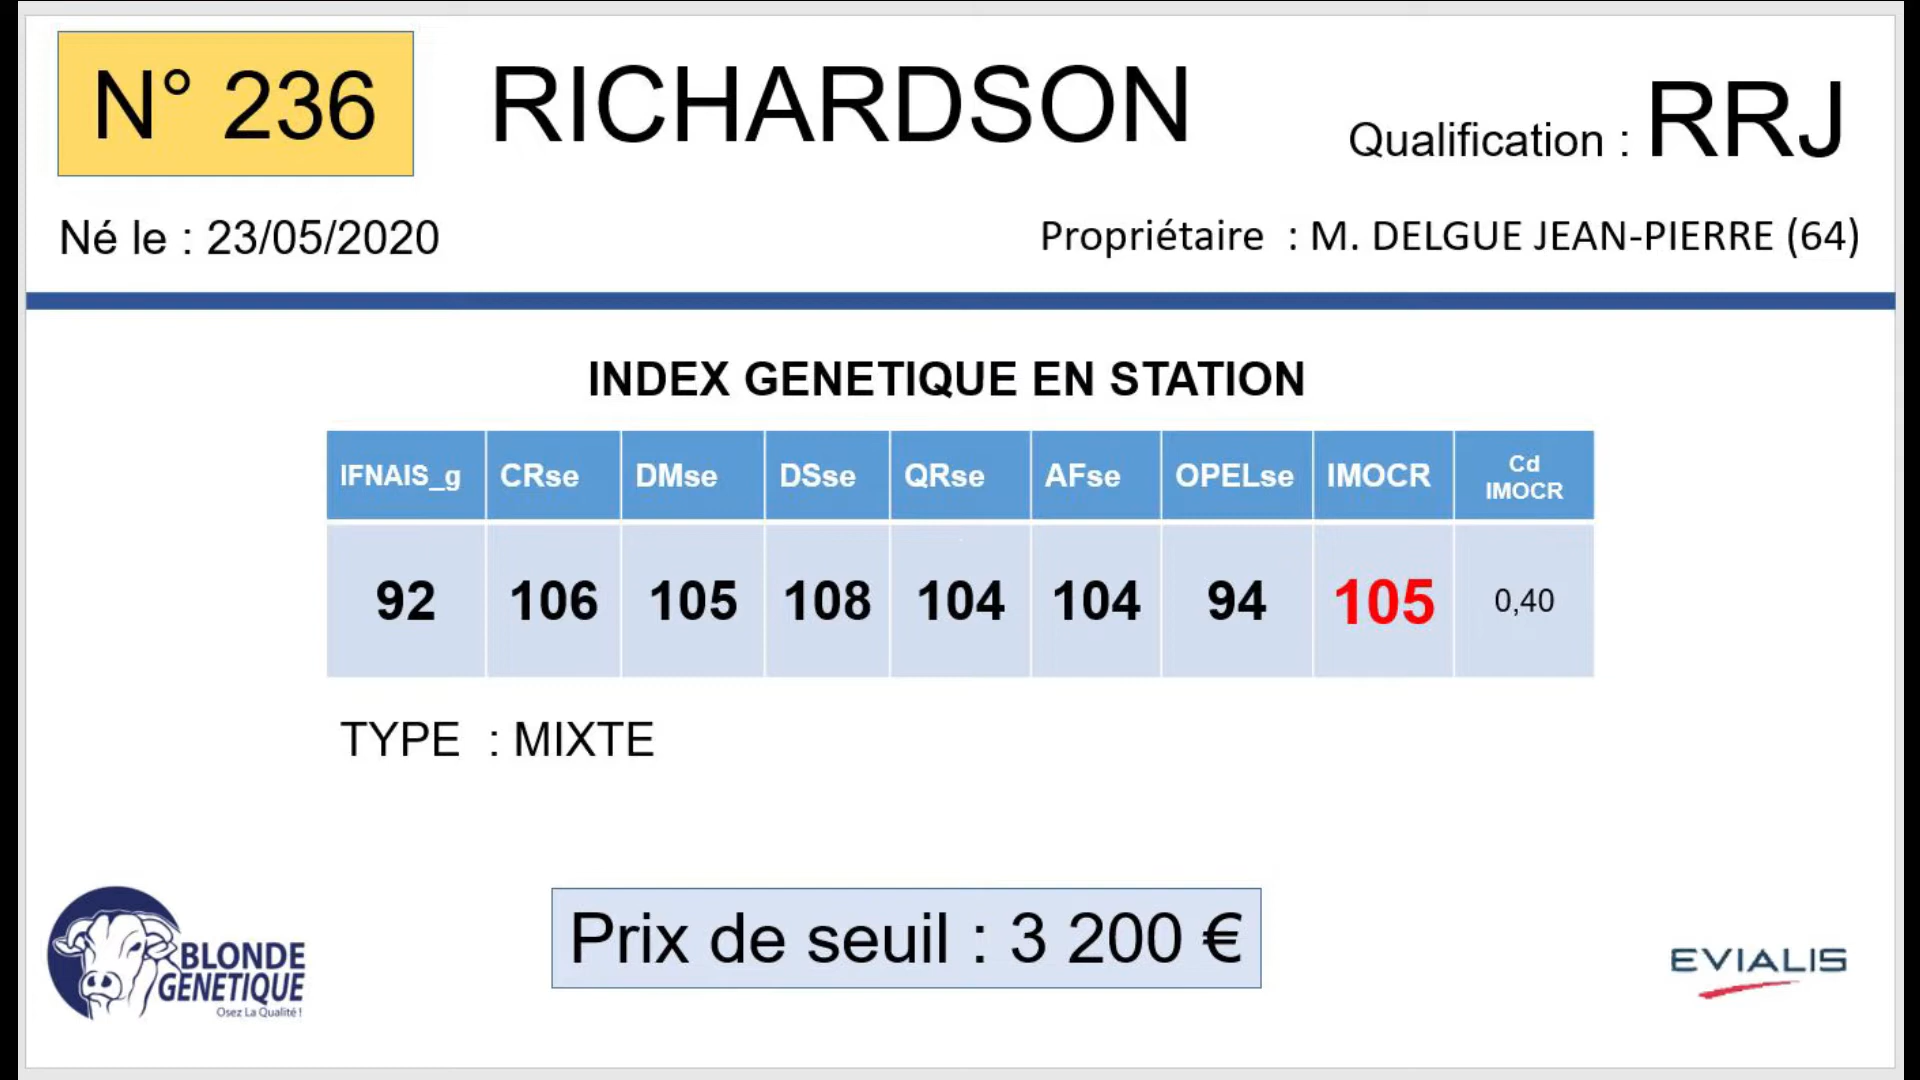 N° 236
RICHARDSON
Qualification : RRJ
Né le : 23/05/2020
Propriétaire : M. DELGUE JEAN-PIERRE (64)
INDEX GENETIQUE EN STATION
IFNAIS_g CRse DMse DSse QRse AFse OPELse IMOCR Cd IMOCR
92 106 105 108 104 104 94 105 0,40
TYPE : MIXTE
Prix de seuil : 3 200 €
BLONDE
GENETIQUE
Osez La Qualité !
EVIALIS